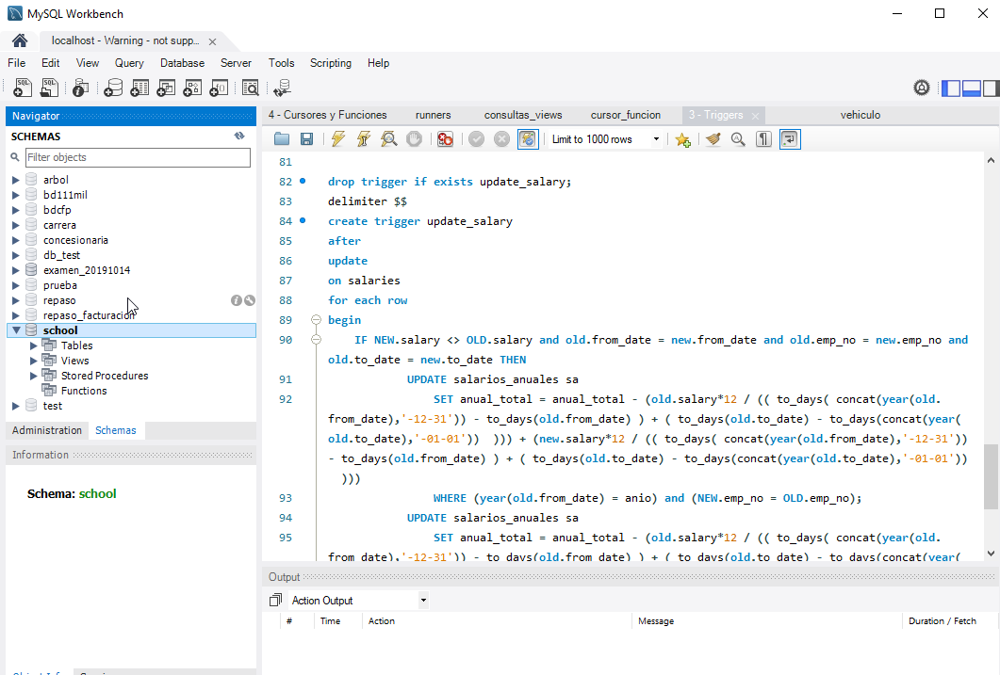 MySQL Workbench
localhost - Warning - not supp...
File Edit View Query Database Server Tools Scripting Help
Navigator
SCHEMAS
Filter objects
arbol
bd111mil
bdcfp
carrera
concesionaria
db_test
examen_20191014
prueba
repaso
repaso_facturacion
school
Tables
Views
Stored Procedures
Functions
test
Administration Schemas
Information
Schema: school
4 - Cursores y Funciones runners consultas_views cursor_funcion 3 - Triggers vehiculo
Limit to 1000 rows
81
82 drop trigger if exists update_salary;
83 delimiter $$
84 create trigger update_salary
85 after
86 update
87 on salaries
88 for each row
89 begin
90 IF NEW.salary <> OLD.salary and old.from_date = new.from_date and old.emp_no = new.emp_no and
old.to_date = new.to_date THEN
91 UPDATE salarios_anuales sa
92 SET anual_total = anual_total - (old.salary*12 / (( to_days( concat(year(old.
from_date),'-12-31')) - to_days(old.from_date) ) + ( to_days(old.to_date) - to_days(concat(year(
old.to_date),'-01-01')) ))) + (new.salary*12 / (( to_days( concat(year(old.from_date),'-12-31'))
- to_days(old.from_date) ) + ( to_days(old.to_date) - to_days(concat(year(old.to_date),'-01-01'))
)))
93 WHERE (year(old.from_date) = anio) and (NEW.emp_no = OLD.emp_no);
94 UPDATE salarios_anuales sa
95 SET anual_total = anual_total - (old.salary*12 / (( to_days( concat(year(old.
from_date),'-12-31')) - to_days(old.from_date) ) + ( to_days(old.to_date) - to_days(concat(year(
Output
Action Output
# Time Action Message Duration / Fetch